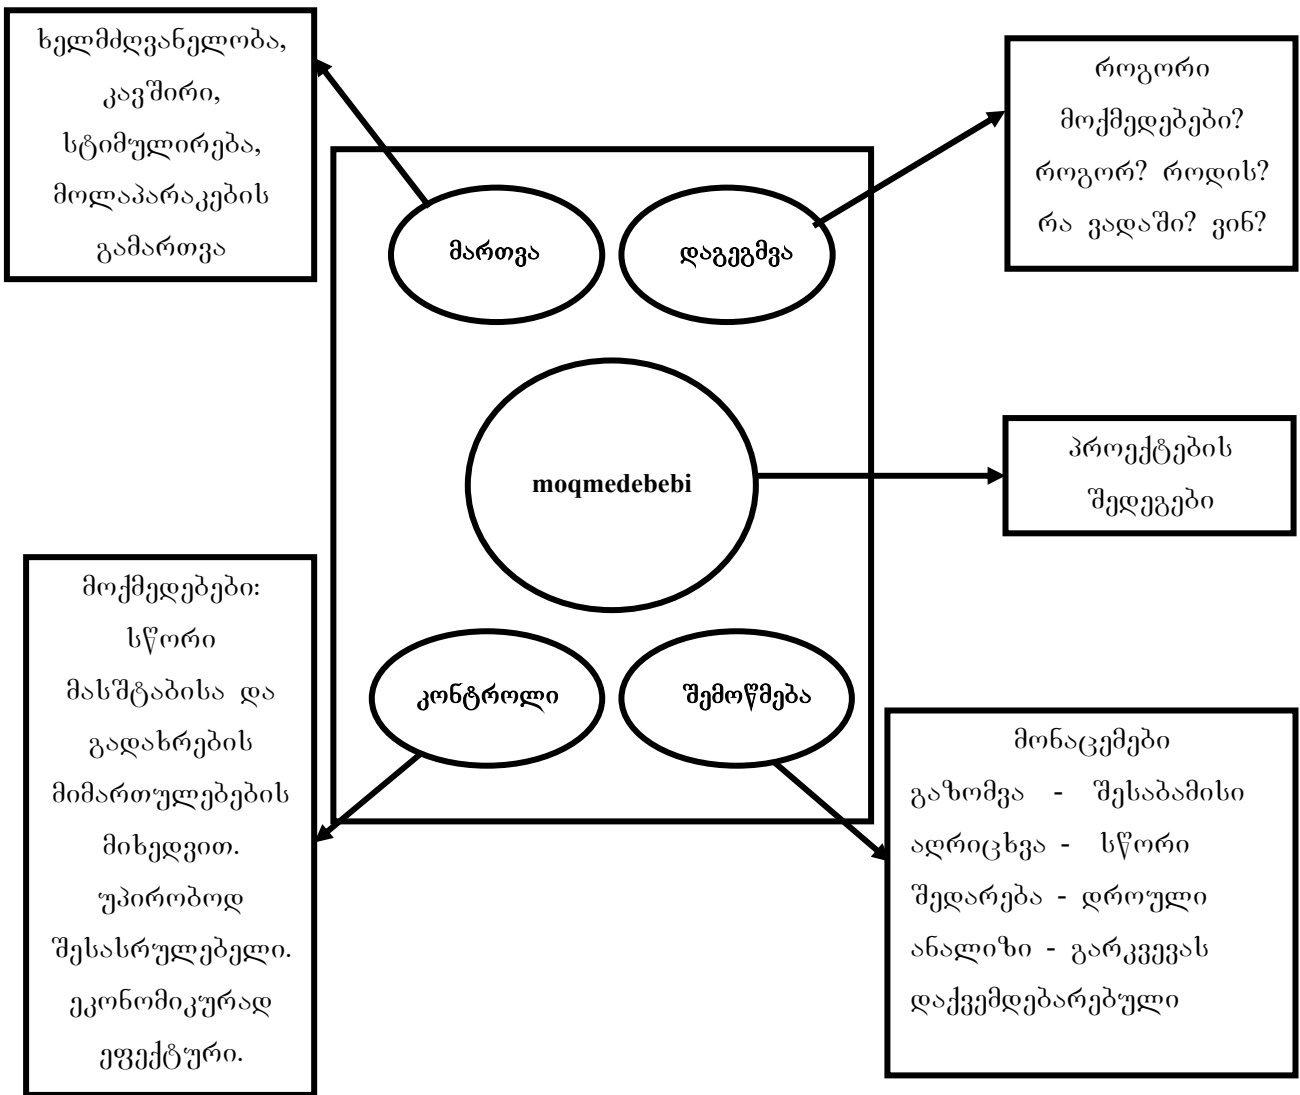 ხელმძღვანელობა,
კავშირი,
სტიმულირება,
მოლაპარაკების
გამართვა
როგორი
მოქმედებები?
როგორ? როდის?
რა ვადაში? ვინ?
მართვა
დაგეგმვა
moqmedebebi
პროექტების
შედეგები
მოქმედებები:
სწორი
მასშტაბისა და
გადახრების
მიმართულებების
მიხედვით.
უპირობოდ
შესასრულებელი.
ეკონომიკურად
ეფექტური.
კონტროლი
შემოწმება
მონაცემები
გაზომვა - შესაბამისი
აღრიცხვა - სწორი
შედარება - დროული
ანალიზი - გარკვევას
დაქვემდებარებული